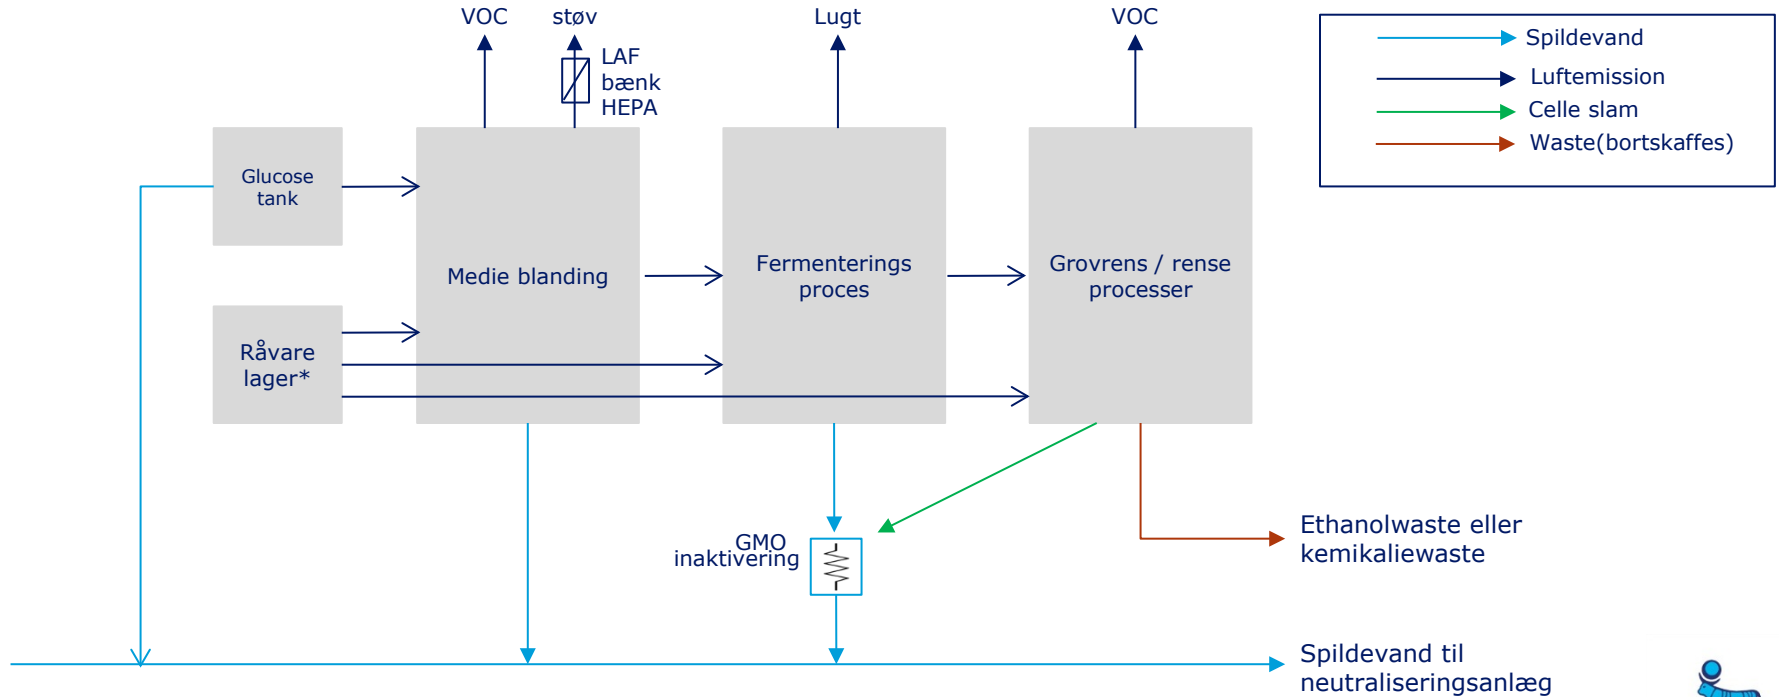 VOC
støv
Lugt
VOC
LAF
bænk
HEPA
Spildevand
Luftemission
Celle slam
Waste(bortskaffes)
Glucose
tank
Medie blanding
Fermenterings
proces
Grovrens / rense
processer
Råvare
lager*
GMO
inaktivering
Ethanolwaste eller
kemikaliewaste
Spildevand til
neutraliseringsanlæg